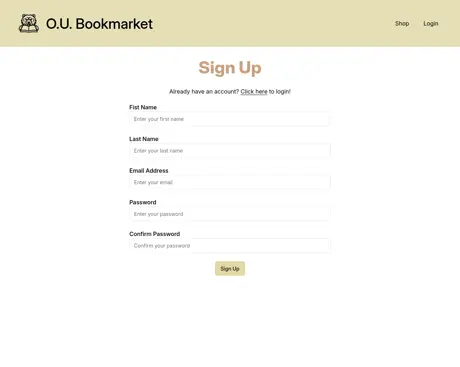 O.U. Bookmarket
Shop
Login
Sign Up
Already have an account? Click here to login!
Fist Name
Enter your first name
Last Name
Enter your last name
Email Address
Enter your email
Password
Enter your password
Confirm Password
Confirm your password
Sign Up